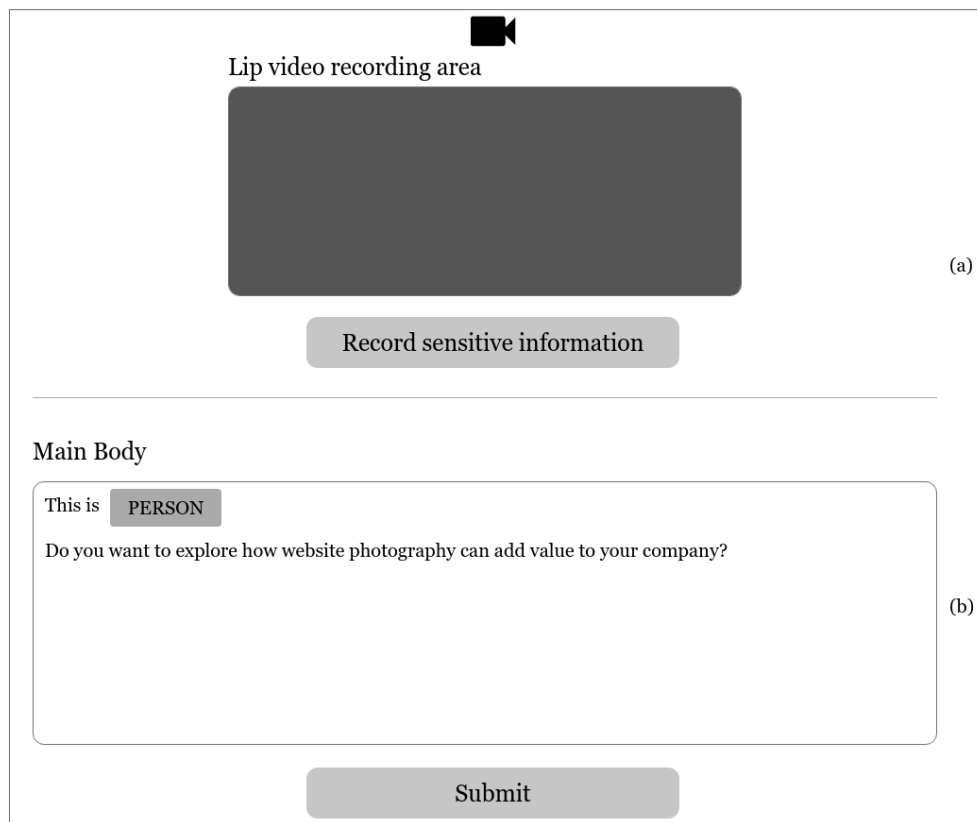 Lip video recording area
(a)
Record sensitive information
Main Body
This is PERSON
Do you want to explore how website photography can add value to your company?
(b)
Submit